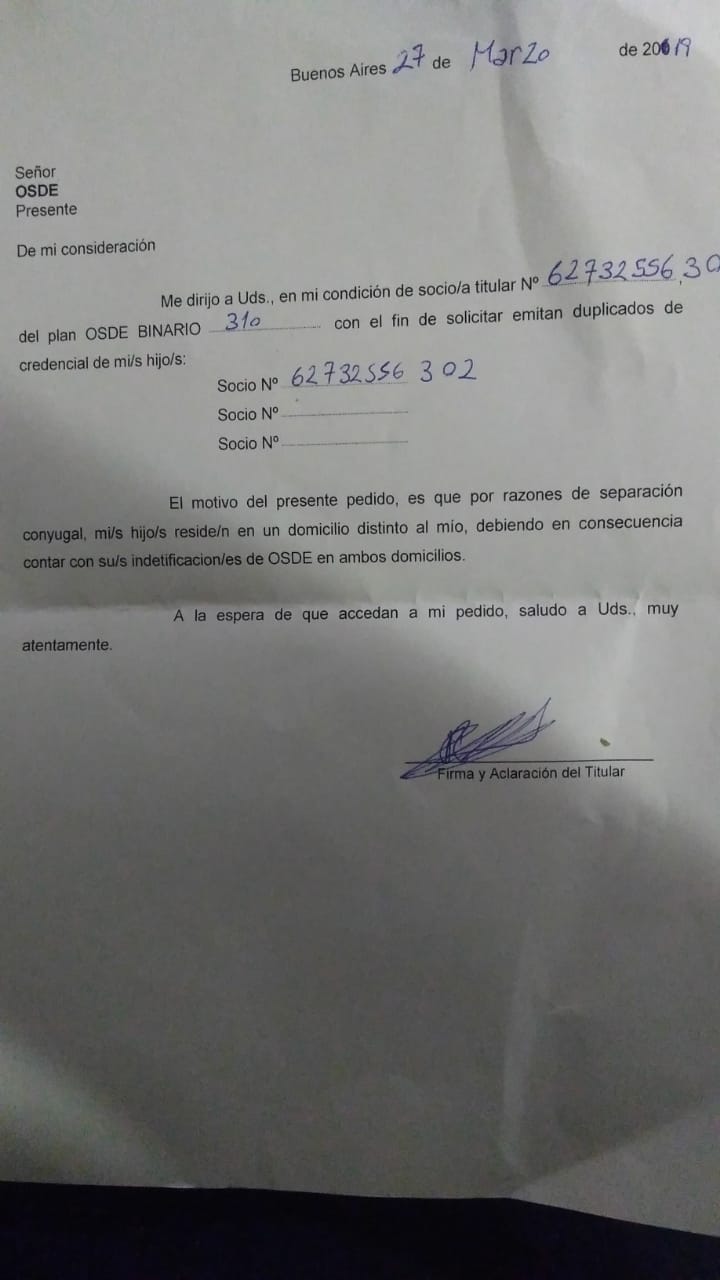 Buenos Aires 27 de Marzo de 2019
Señor
OSDE
Presente
De mi consideración
Me dirijo a Uds., en mi condición de socio/a titular Nº 62732556,30
del plan OSDE BINARIO 310 con el fin de solicitar emitan duplicados de
credencial de mi/s hijo/s:
Socio Nº 62732556 302
Socio Nº
Socio Nº
El motivo del presente pedido, es que por razones de separación
conyugal, mi/s hijo/s reside/n en un domicilio distinto al mío, debiendo en consecuencia
contar con su/s indetificacion/es de OSDE en ambos domicilios.
A la espera de que accedan a mi pedido, saludo a Uds., muy
atentamente.
Firma y Aclaración del Titular